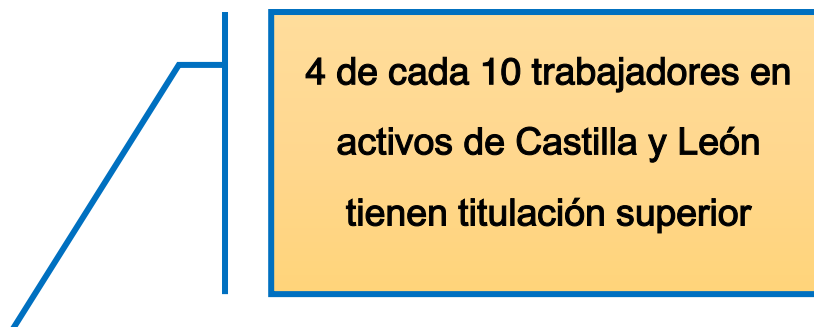 4 de cada 10 trabajadores en
activos de Castilla y León
tienen titulación superior